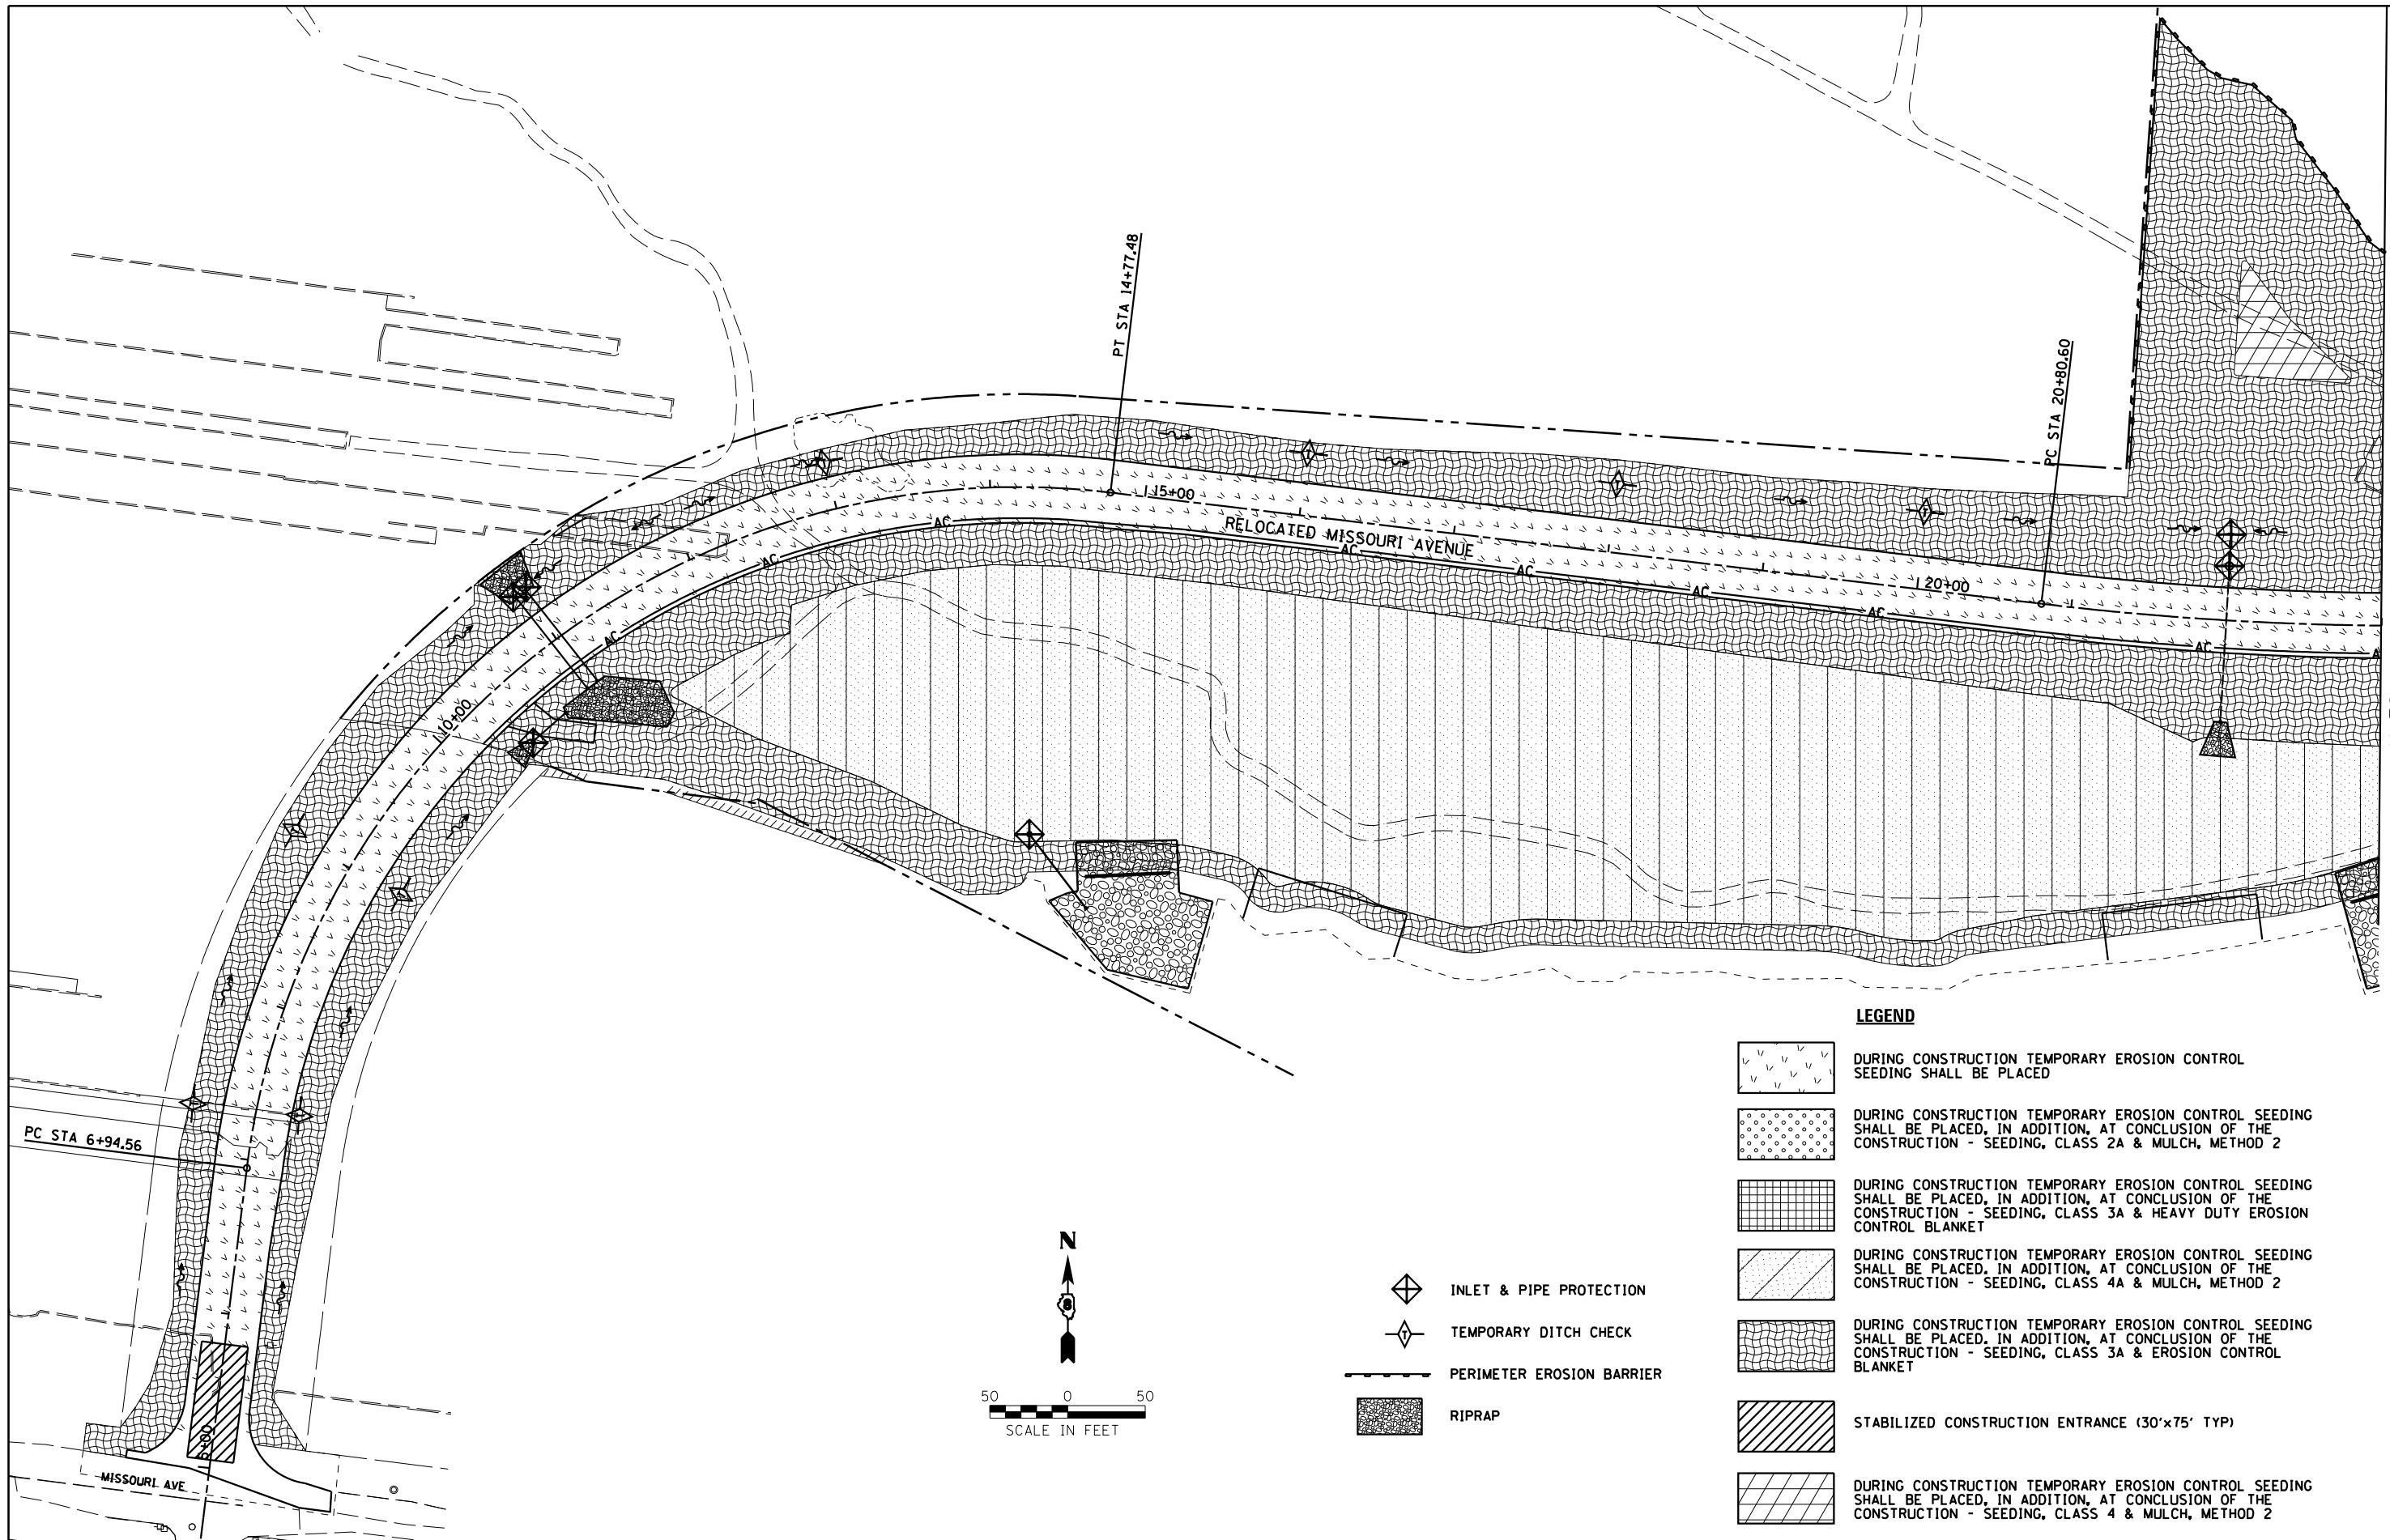 PT STA 14+77.48
PC STA 20+80.60
15+00
RELOCATED MISSOURI AVENUE
20+00
AC
AC
AC
AC
AC
AC
AC
AC
AC
10+00
PC STA 6+94.56
5+00
MISSOURI AVE
N
50 0 50
SCALE IN FEET
INLET & PIPE PROTECTION
T TEMPORARY DITCH CHECK
PERIMETER EROSION BARRIER
RIPRAP
LEGEND
DURING CONSTRUCTION TEMPORARY EROSION CONTROL
SEEDING SHALL BE PLACED
DURING CONSTRUCTION TEMPORARY EROSION CONTROL SEEDING
SHALL BE PLACED. IN ADDITION, AT CONCLUSION OF THE
CONSTRUCTION - SEEDING, CLASS 2A & MULCH, METHOD 2
DURING CONSTRUCTION TEMPORARY EROSION CONTROL SEEDING
SHALL BE PLACED. IN ADDITION, AT CONCLUSION OF THE
CONSTRUCTION - SEEDING, CLASS 3A & HEAVY DUTY EROSION
CONTROL BLANKET
DURING CONSTRUCTION TEMPORARY EROSION CONTROL SEEDING
SHALL BE PLACED. IN ADDITION, AT CONCLUSION OF THE
CONSTRUCTION - SEEDING, CLASS 4A & MULCH, METHOD 2
DURING CONSTRUCTION TEMPORARY EROSION CONTROL SEEDING
SHALL BE PLACED. IN ADDITION, AT CONCLUSION OF THE
CONSTRUCTION - SEEDING, CLASS 3A & EROSION CONTROL
BLANKET
STABILIZED CONSTRUCTION ENTRANCE (30'x75' TYP)
DURING CONSTRUCTION TEMPORARY EROSION CONTROL SEEDING
SHALL BE PLACED. IN ADDITION, AT CONCLUSION OF THE
CONSTRUCTION - SEEDING, CLASS 4 & MULCH, METHOD 2